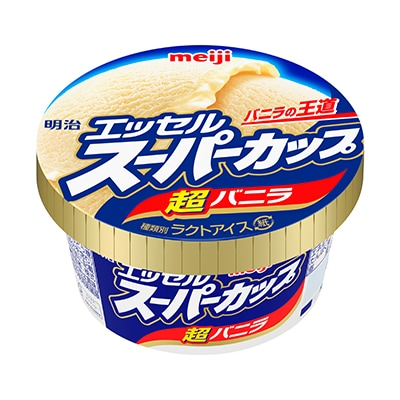 meiji
バニラの王道
明治
エッセル
スーパーカップ
超バニラ
種類別 ラクトアイス 紙
エッセル
meiji
スーパーカップ
超バニラ